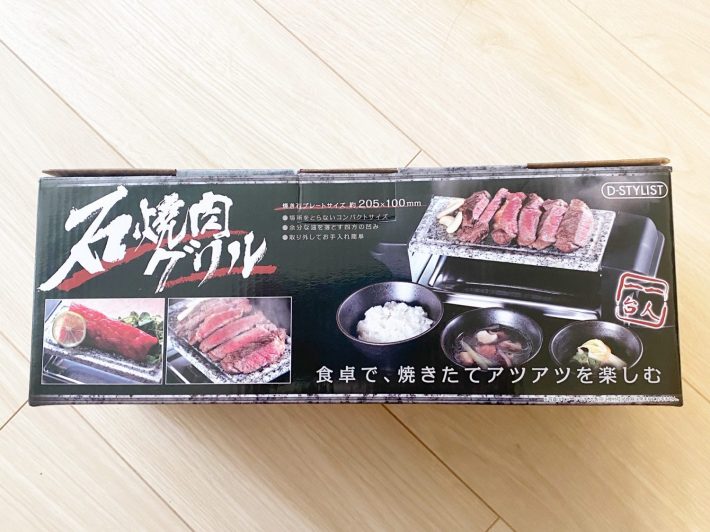 石焼肉
グリル
焼き石プレートサイズ 約205×100mm
●場所をとらないコンパクトサイズ
●余分な油を落とす四方の凹み
●取り外してお手入れ簡単
D-STYLIST
一人
台
食卓で、焼きたてアツアツを楽しむ